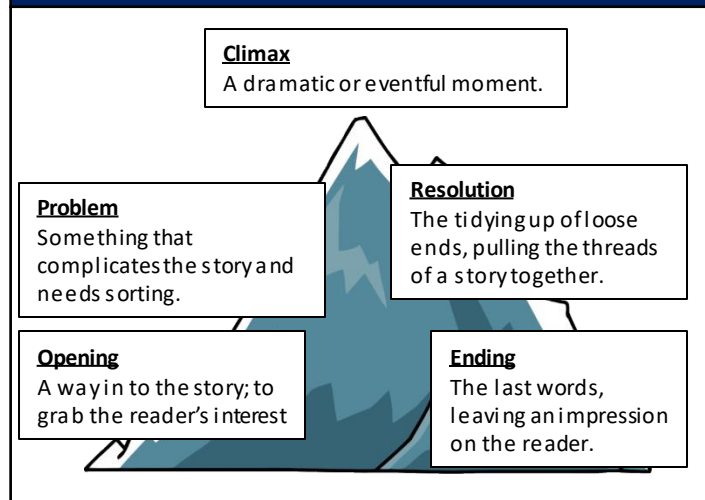 Climax
A dramatic or eventful moment.
Problem
Something that
complicates the story and
needs sorting.
Resolution
The tidying up of loose
ends, pulling the threads
of a story together.
Opening
A way in to the story; to
grab the reader's interest
Ending
The last words,
leaving an impression
on the reader.